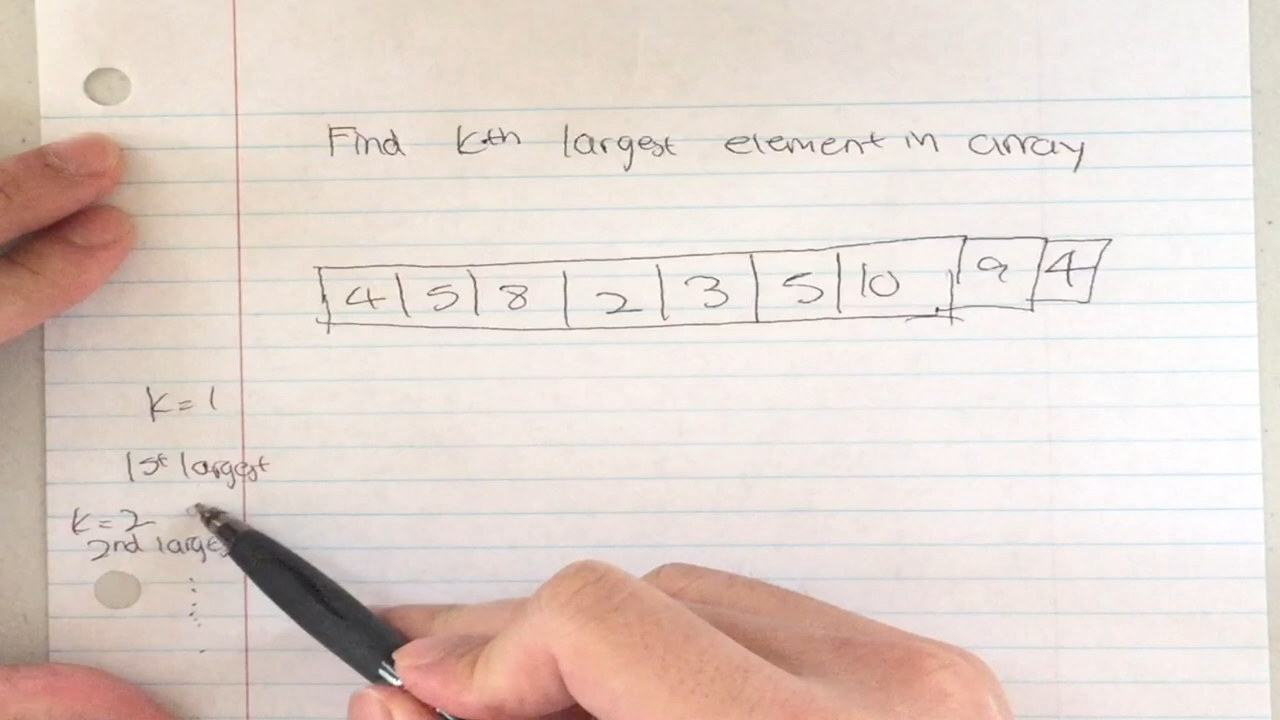 Find kth largest element in array
4 5 8 2 3 5 10 9 4
K = 1
1st largest
K = 2
2nd